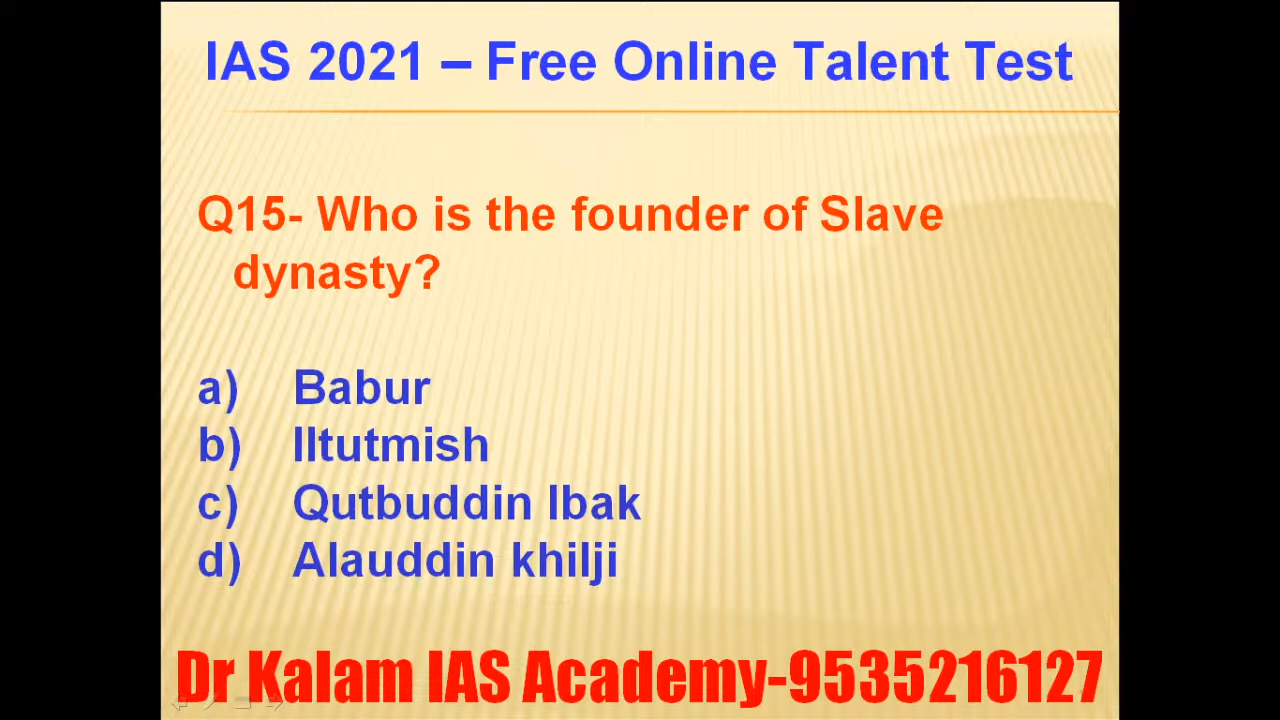 IAS 2021 – Free Online Talent Test
Q15- Who is the founder of Slave
dynasty?
a) Babur
b) Iltutmish
c) Qutbuddin Ibak
d) Alauddin khilji
Dr Kalam IAS Academy-9535216127